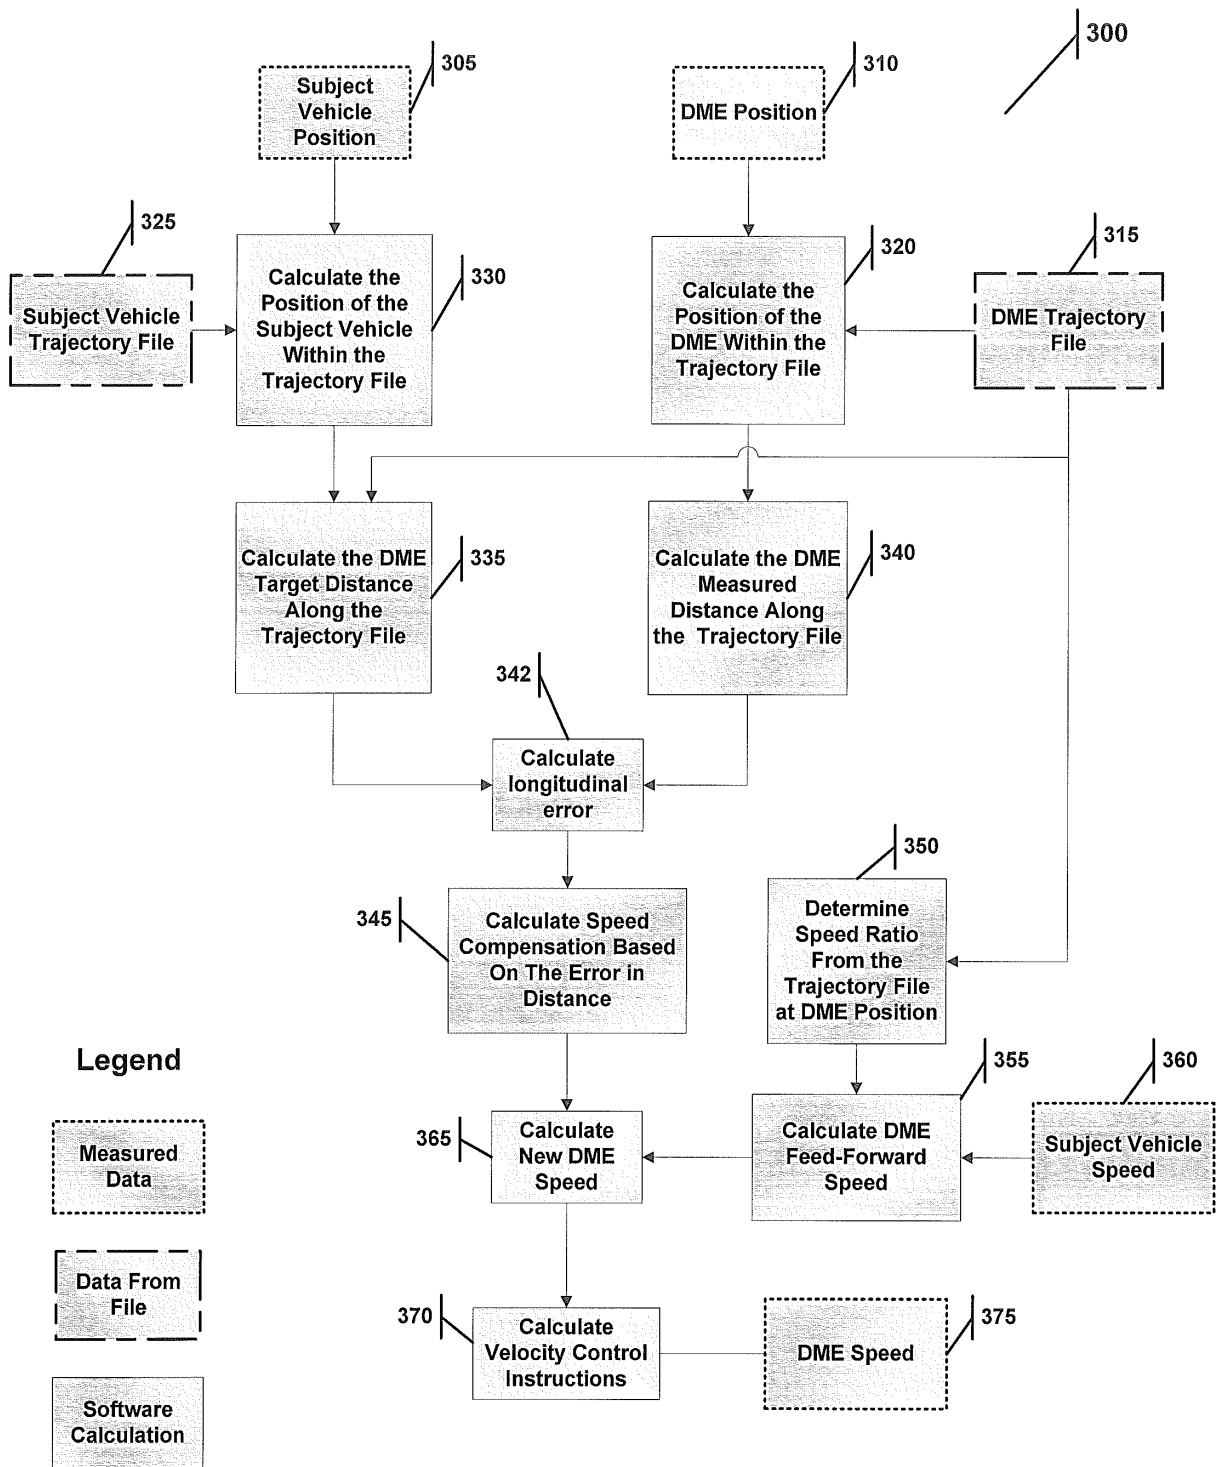 300
305
Subject
Vehicle
Position
310
DME Position
325
Subject Vehicle
Trajectory File
Calculate the
Position of the
Subject Vehicle
Within the
Trajectory File
330
Calculate the
Position of the
DME Within the
Trajectory File
320
315
DME Trajectory
File
Calculate the DME
Target Distance
Along the
Trajectory File
335
Calculate the DME
Measured
Distance Along
the Trajectory File
340
342
Calculate
longitudinal
error
345
Calculate Speed
Compensation Based
On The Error in
Distance
350
Determine
Speed Ratio
From the
Trajectory File
at DME Position
365
Calculate
New DME
Speed
Calculate DME
Feed-Forward
Speed
355
360
Subject Vehicle
Speed
370
Calculate
Velocity Control
Instructions
DME Speed
375
Legend
Measured
Data
Data From
File
Software
Calculation